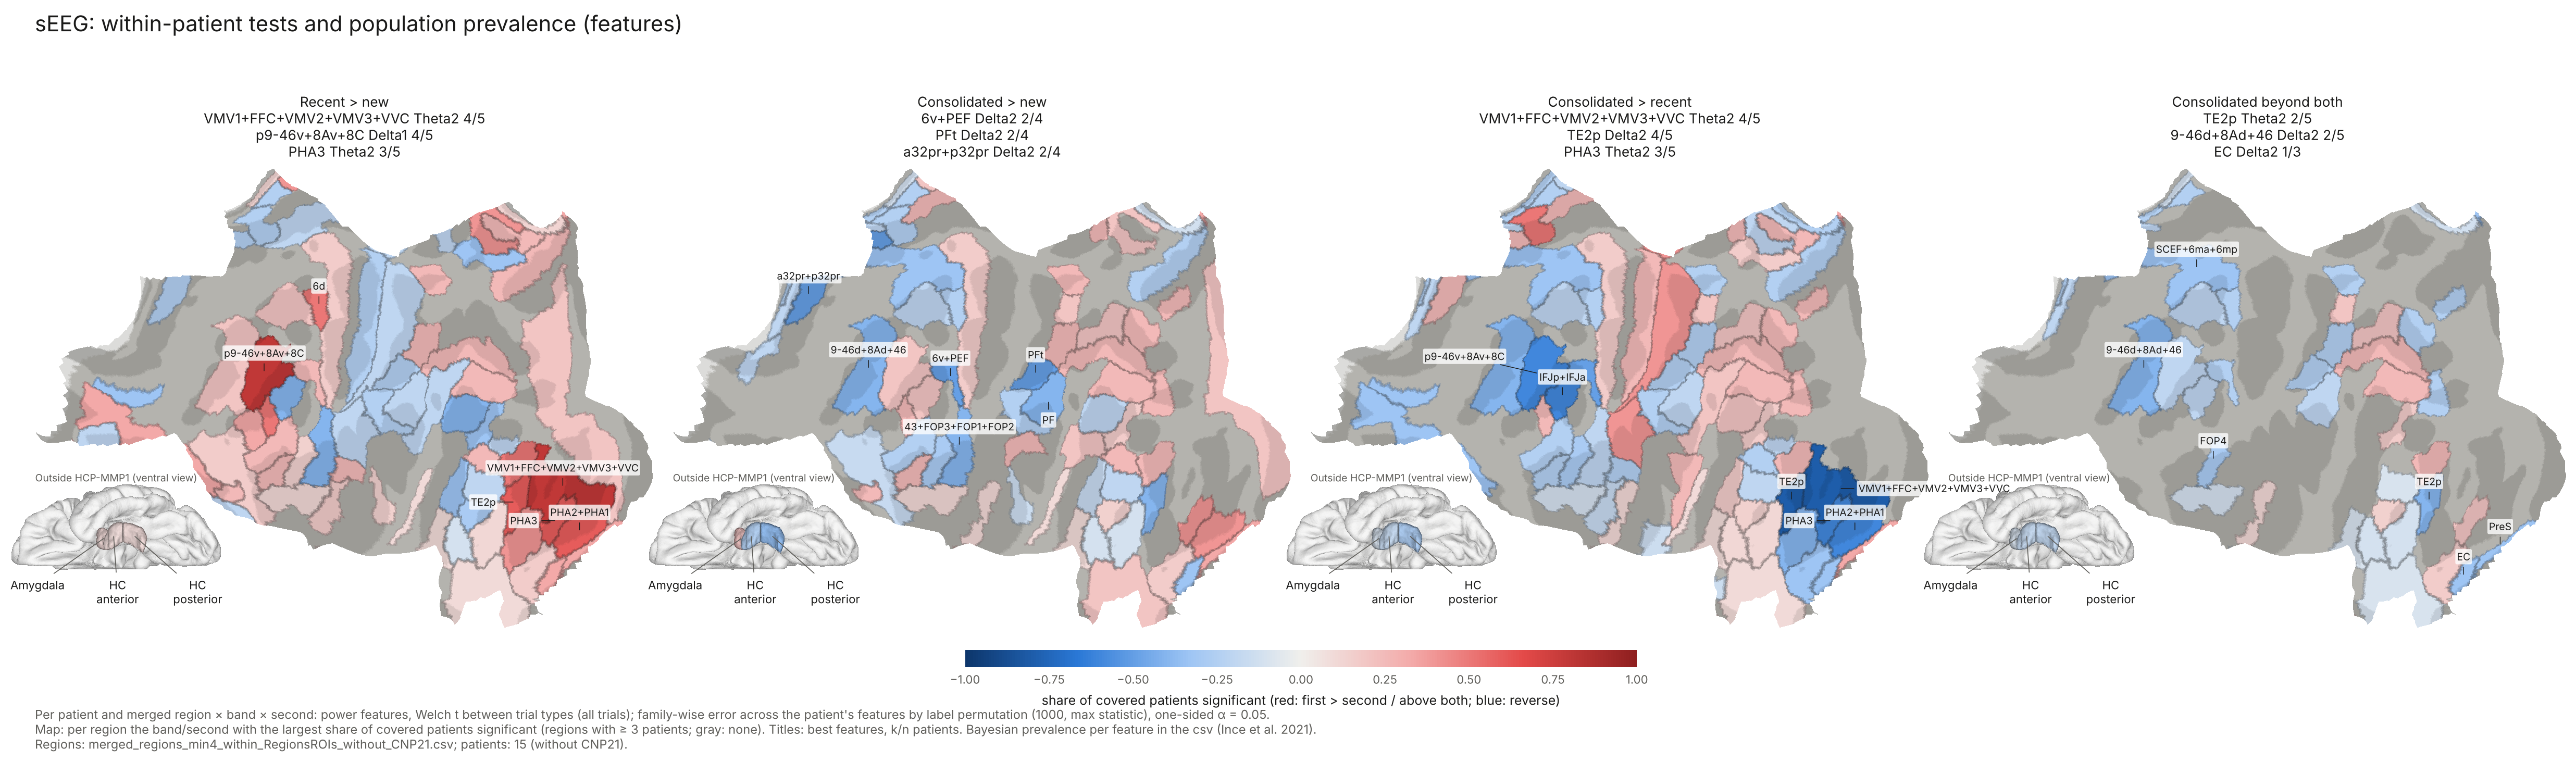 sEEG: within-patient tests and population prevalence (features)
Recent > new
VMV1+FFC+VMV2+VMV3+VVC Theta2 4/5
p9-46v+8Av+8C Delta1 4/5
PHA3 Theta2 3/5
6d
p9-46v+8Av+8C
VMV1+FFC+VMV2+VMV3+VVC
TE2p
PHA2+PHA1
PHA3
Outside HCP-MMP1 (ventral view)
Amygdala
HC
anterior
HC
posterior
Consolidated > new
6v+PEF Delta2 2/4
PFt Delta2 2/4
a32pr+p32pr Delta2 2/4
a32pr+p32pr
9-46d+8Ad+46
6v+PEF
PFt
PF
43+FOP3+FOP1+FOP2
Outside HCP-MMP1 (ventral view)
Amygdala
HC
anterior
HC
posterior
Consolidated > recent
VMV1+FFC+VMV2+VMV3+VVC Theta2 4/5
TE2p Delta2 4/5
PHA3 Theta2 3/5
p9-46v+8Av+8C
IFJp+IFJa
TE2p
VMV1+FFC+VMV2+VMV3+VVC
PHA2+PHA1
PHA3
Outside HCP-MMP1 (ventral view)
Amygdala
HC
anterior
HC
posterior
Consolidated beyond both
TE2p Theta2 2/5
9-46d+8Ad+46 Delta2 2/5
EC Delta2 1/3
SCEF+6ma+6mp
9-46d+8Ad+46
FOP4
TE2p
PreS
EC
Outside HCP-MMP1 (ventral view)
Amygdala
HC
anterior
HC
posterior
−1.00 −0.75 −0.50 −0.25 0.00 0.25 0.50 0.75 1.00
share of covered patients significant (red: first > second / above both; blue: reverse)
Per patient and merged region × band × second: power features, Welch t between trial types (all trials); family-wise error across the patient's features by label permutation (1000, max statistic), one-sided α = 0.05.
Map: per region the band/second with the largest share of covered patients significant (regions with ≥ 3 patients; gray: none). Titles: best features, k/n patients. Bayesian prevalence per feature in the csv (Ince et al. 2021).
Regions: merged_regions_min4_within_RegionsROIs_without_CNP21.csv; patients: 15 (without CNP21).